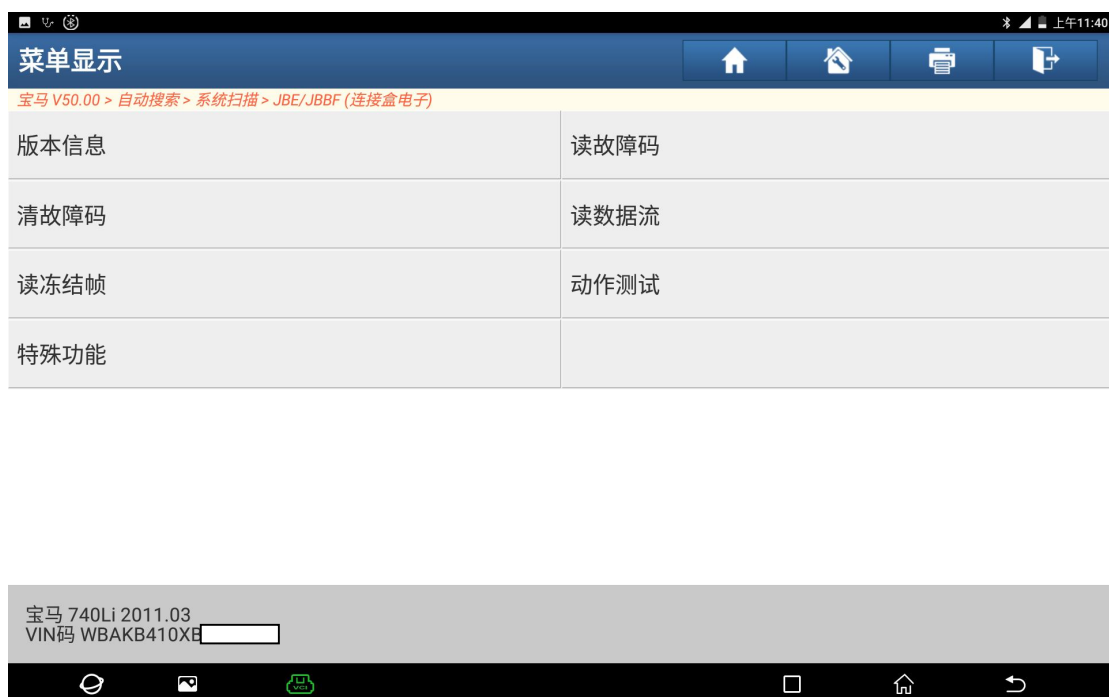 上午11:40
菜单显示
宝马 V50.00 > 自动搜索 > 系统扫描 > JBE/JBBF (连接盒电子)
版本信息
读故障码
清故障码
读数据流
读冻结帧
动作测试
特殊功能
宝马 740Li 2011.03
VIN码 WBAKB410XB
VCI